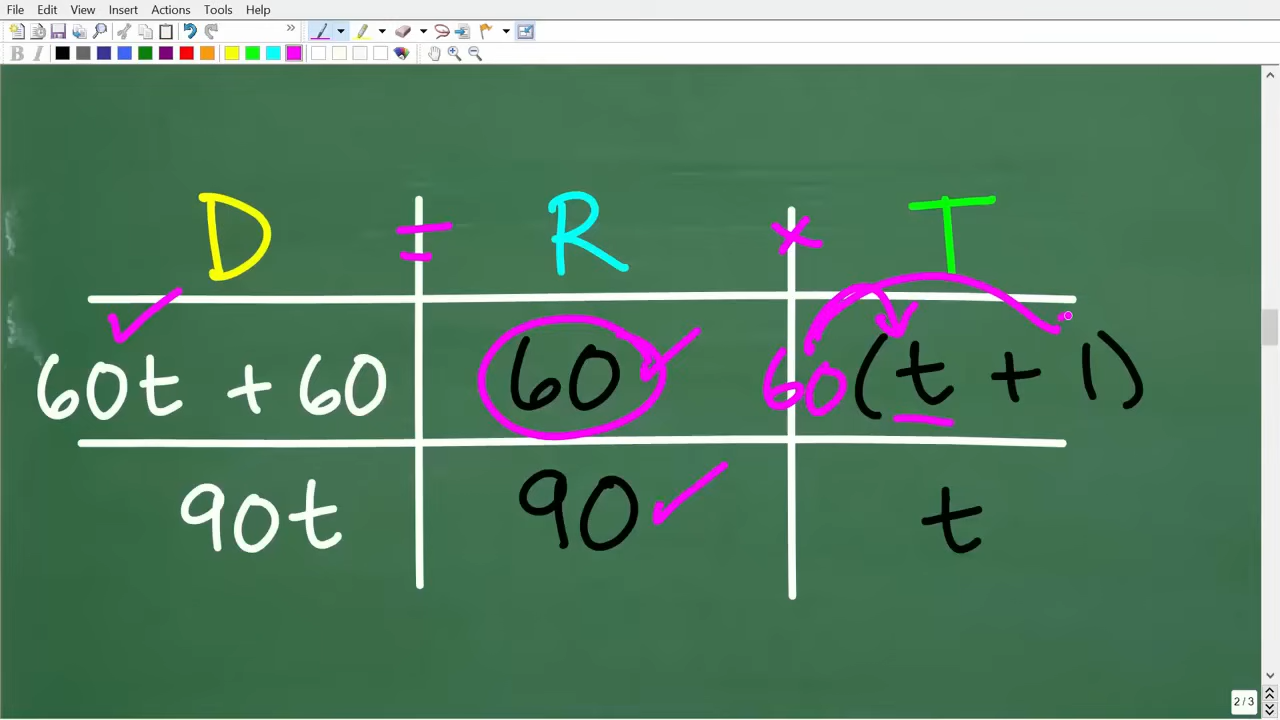 File Edit View Insert Actions Tools Help
B I
D = R × T
60t + 60 60 60(t + 1)
90t 90 t
2 / 3